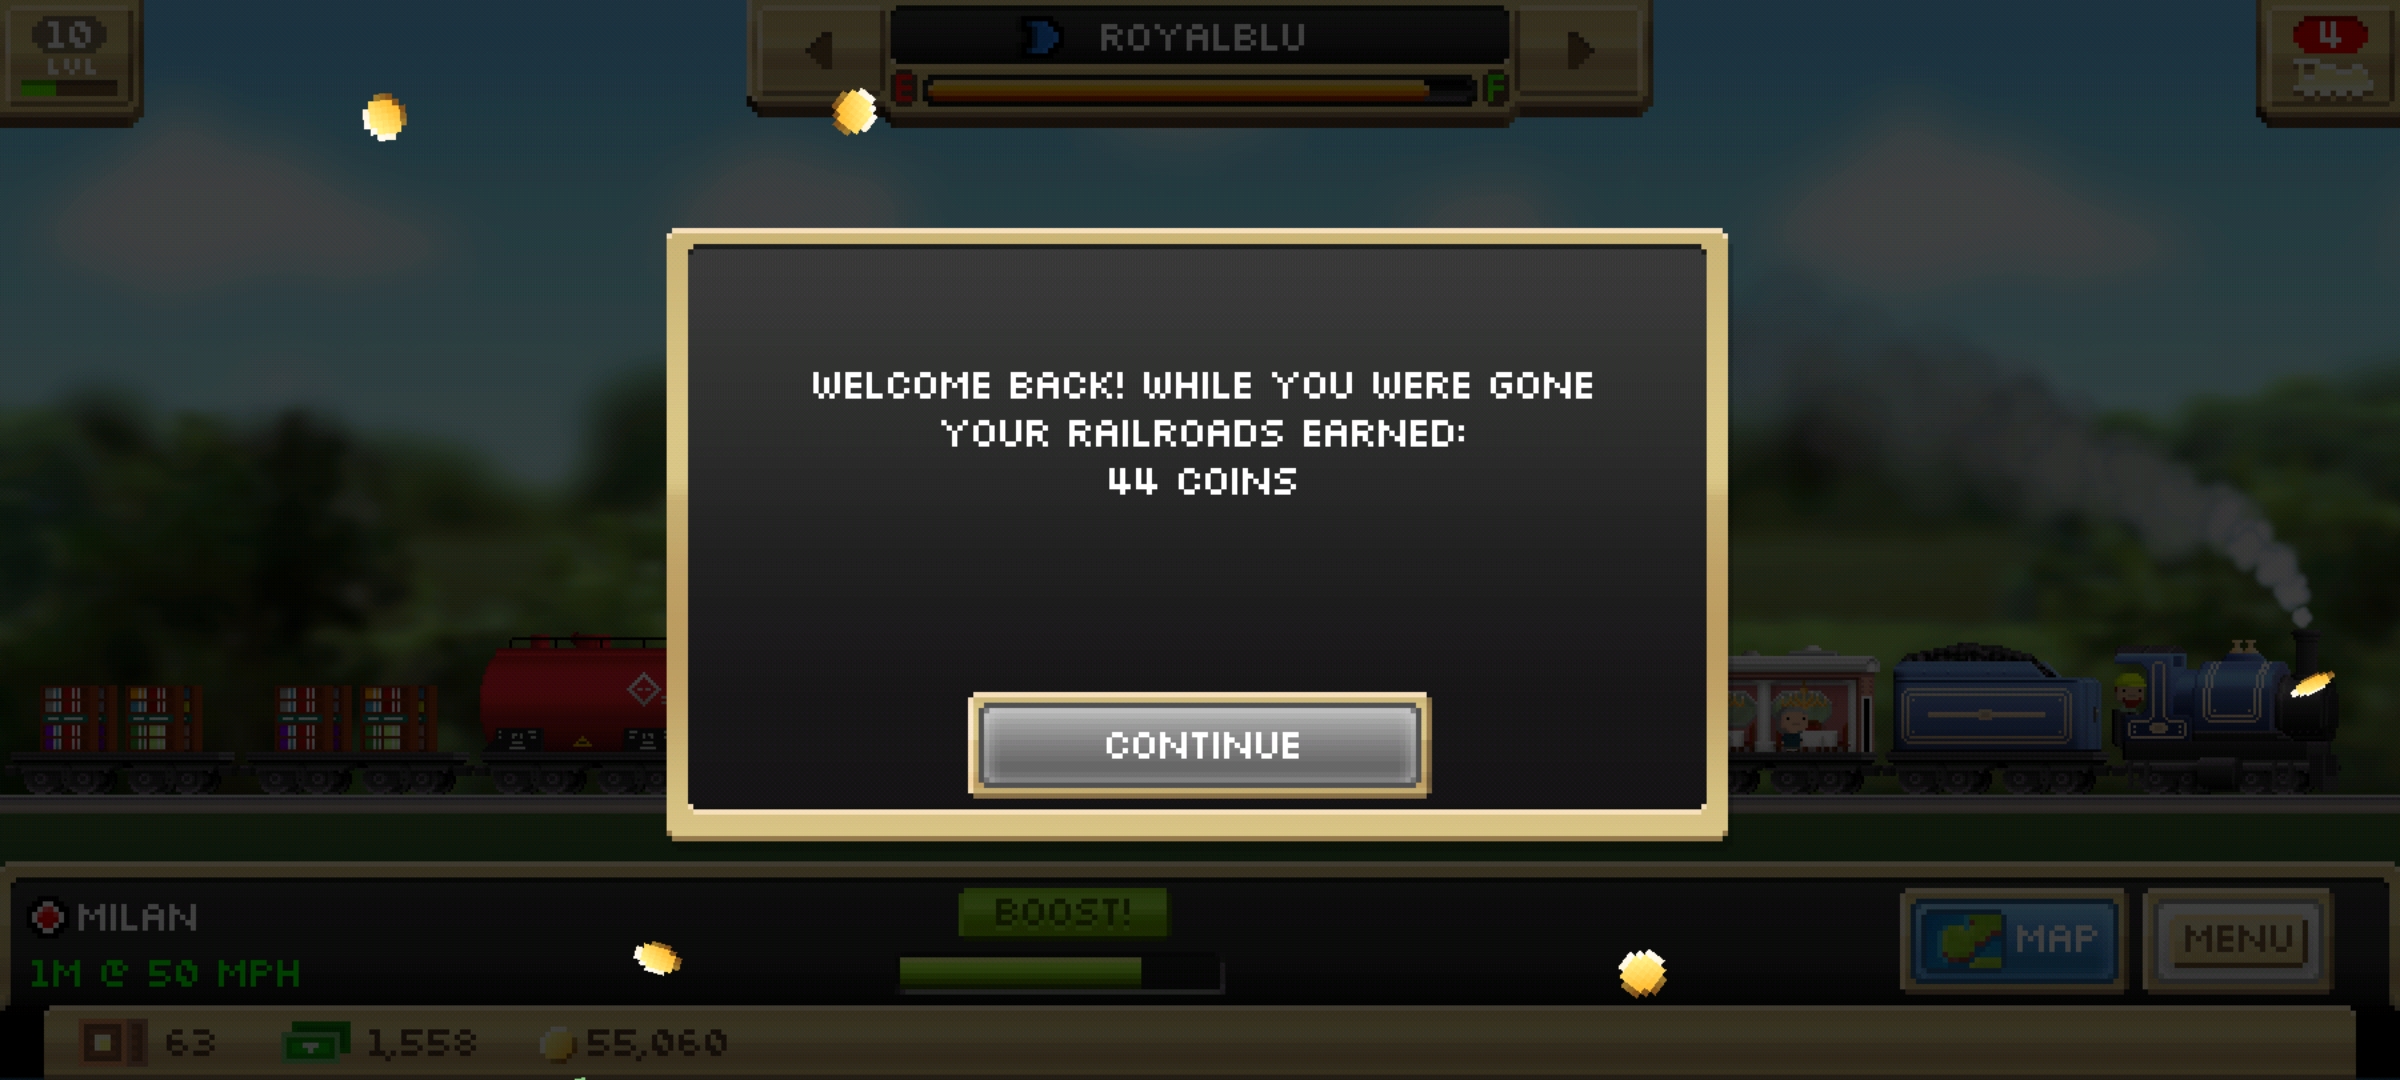 10
LVL
ROYALBLU
E F
4
WELCOME BACK! WHILE YOU WERE GONE
YOUR RAILROADS EARNED:
44 COINS
CONTINUE
MILAN
1M @ 50 MPH
BOOST!
MAP
MENU
63
1,558
55,060